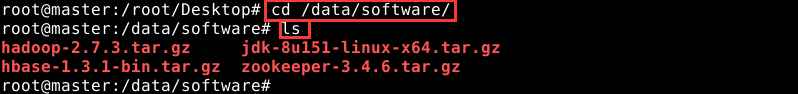 root@master:/root/Desktop# cd /data/software/
root@master:/data/software# ls
hadoop-2.7.3.tar.gz     jdk-8u151-linux-x64.tar.gz
hbase-1.3.1-bin.tar.gz  zookeeper-3.4.6.tar.gz
root@master:/data/software#